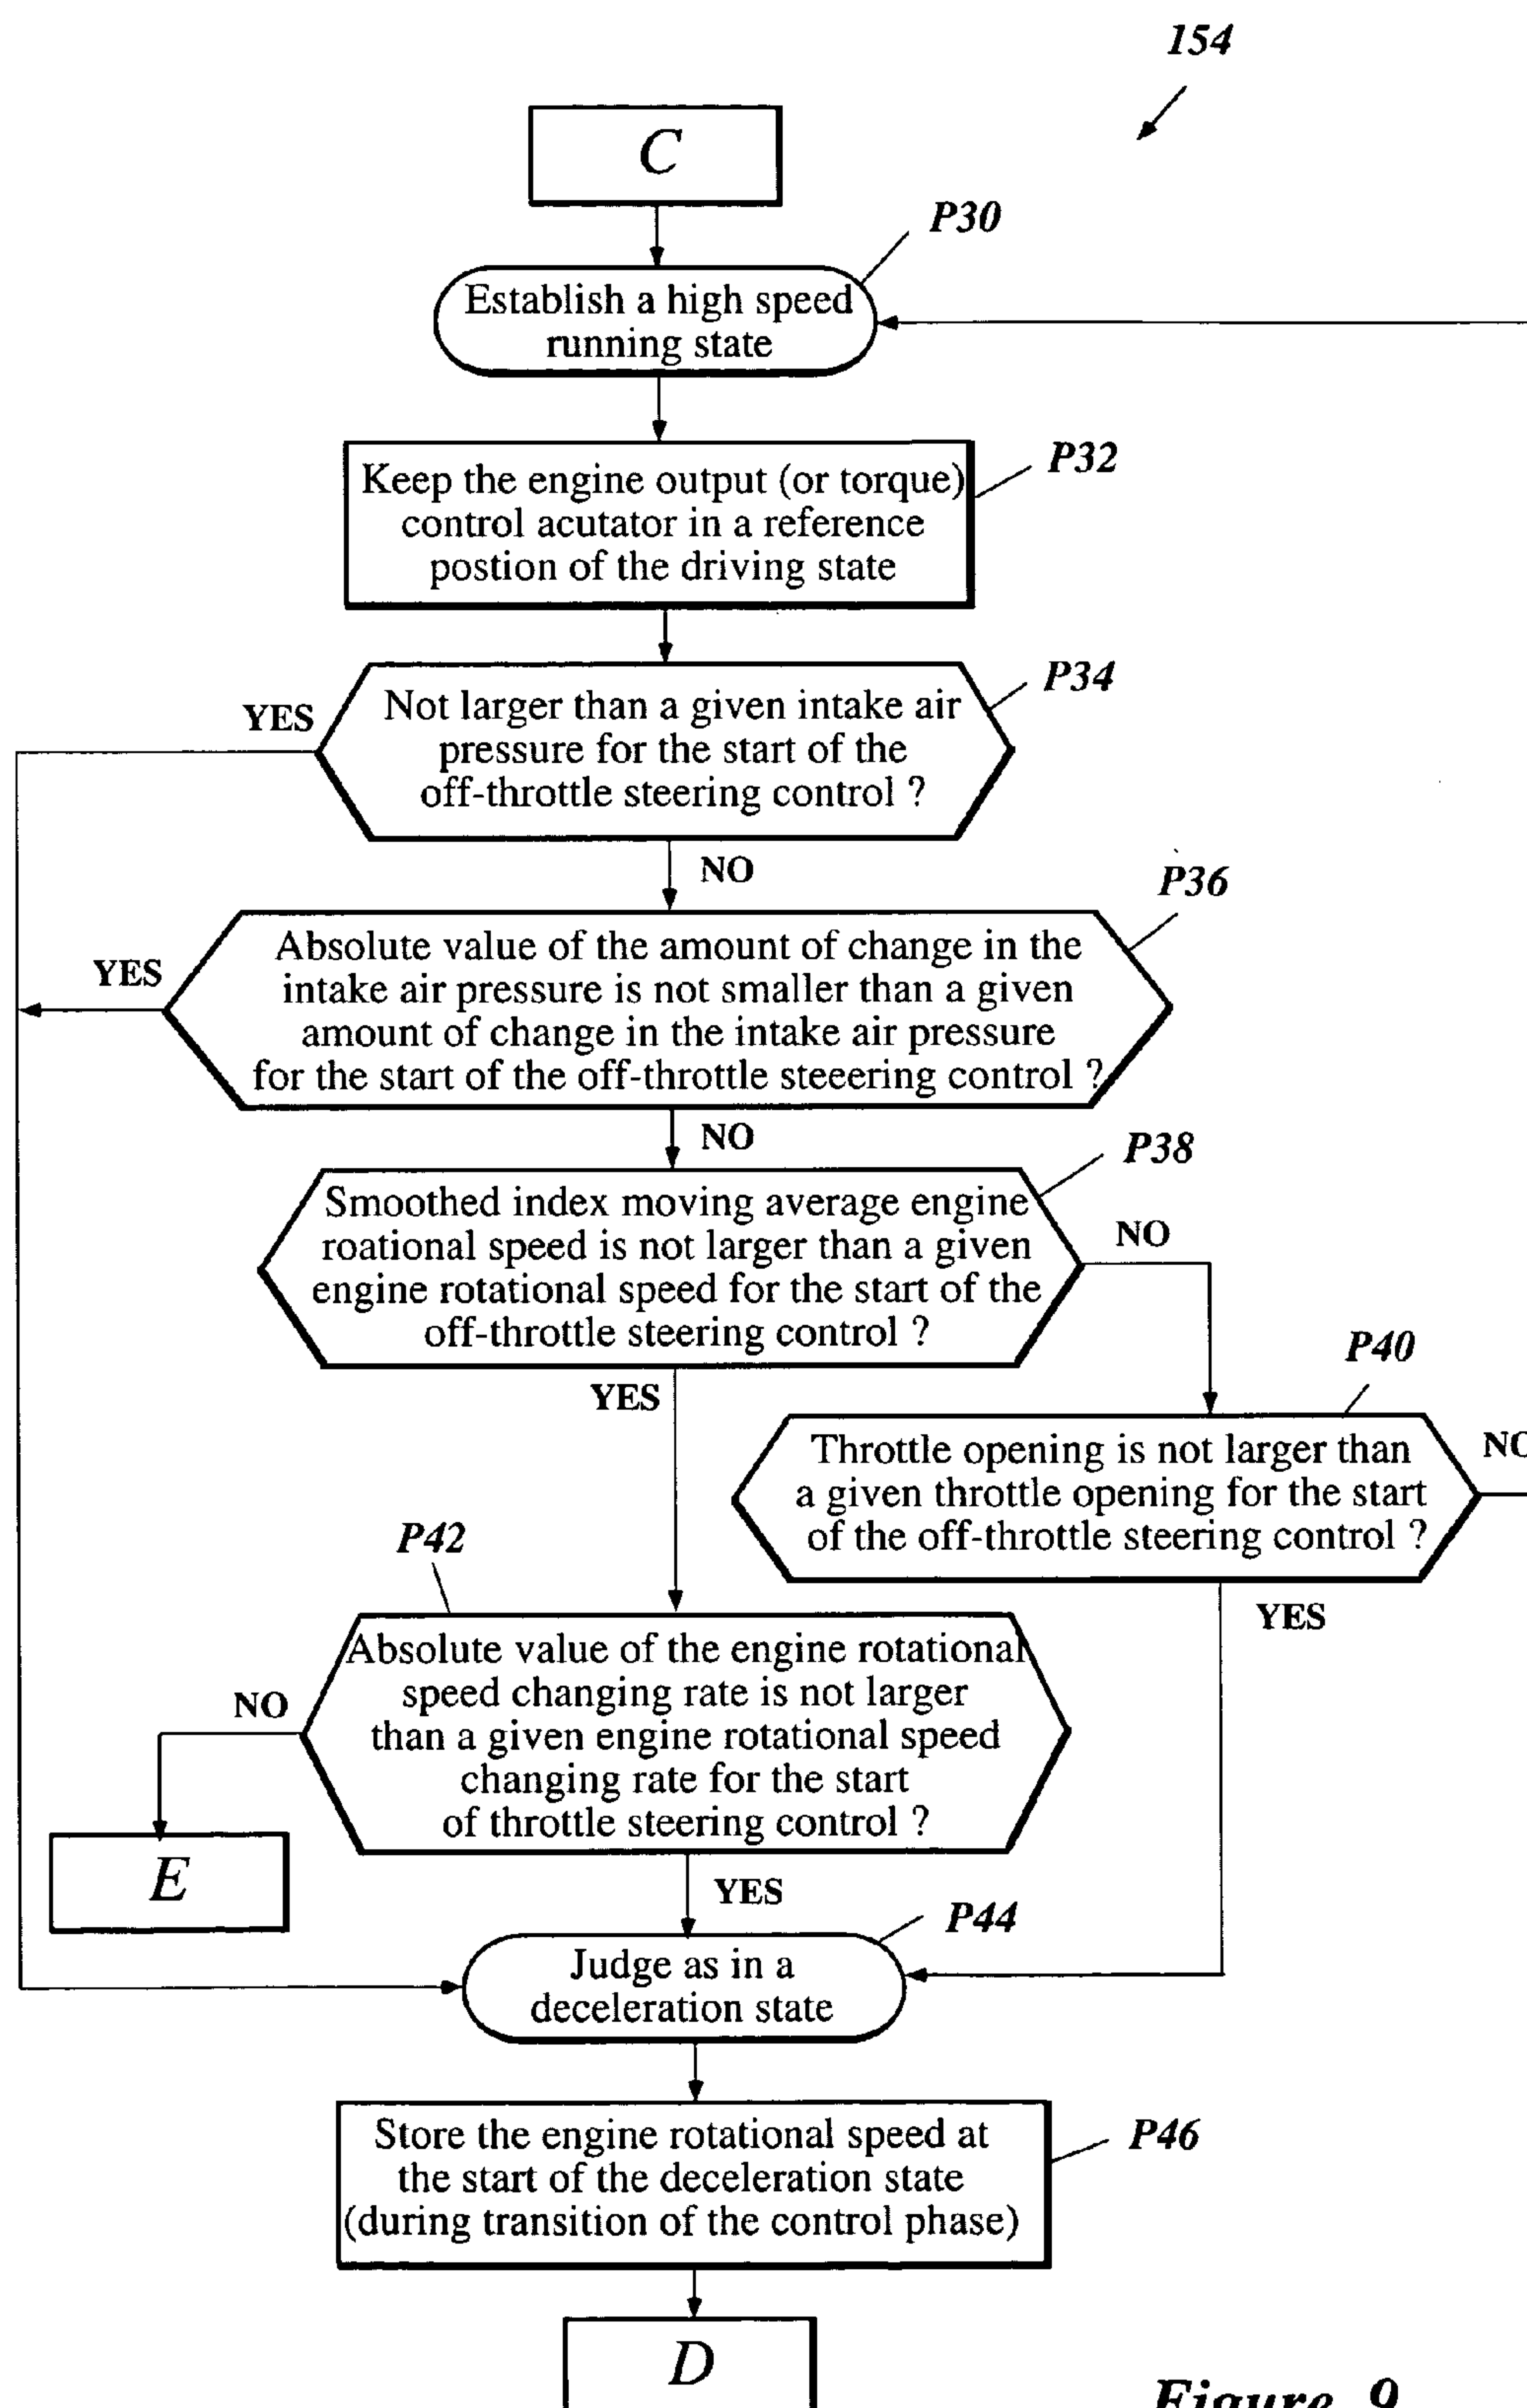 154
C
P30
Establish a high speed
running state
P32
Keep the engine output (or torque)
control acutator in a reference
postion of the driving state
P34
YES
Not larger than a given intake air
pressure for the start of the
off-throttle steering control ?
NO
P36
YES
Absolute value of the amount of change in the
intake air pressure is not smaller than a given
amount of change in the intake air pressure
for the start of the off-throttle steeering control ?
NO
P38
Smoothed index moving average engine
roational speed is not larger than a given
engine rotational speed for the start of the
off-throttle steering control ?
NO
YES
P40
Throttle opening is not larger than
a given throttle opening for the start
of the off-throttle steering control ?
NO
YES
P42
Absolute value of the engine rotational
speed changing rate is not larger
than a given engine rotational speed
changing rate for the start
of throttle steering control ?
NO
E
YES
P44
Judge as in a
deceleration state
P46
Store the engine rotational speed at
the start of the deceleration state
(during transition of the control phase)
D
Figure 9